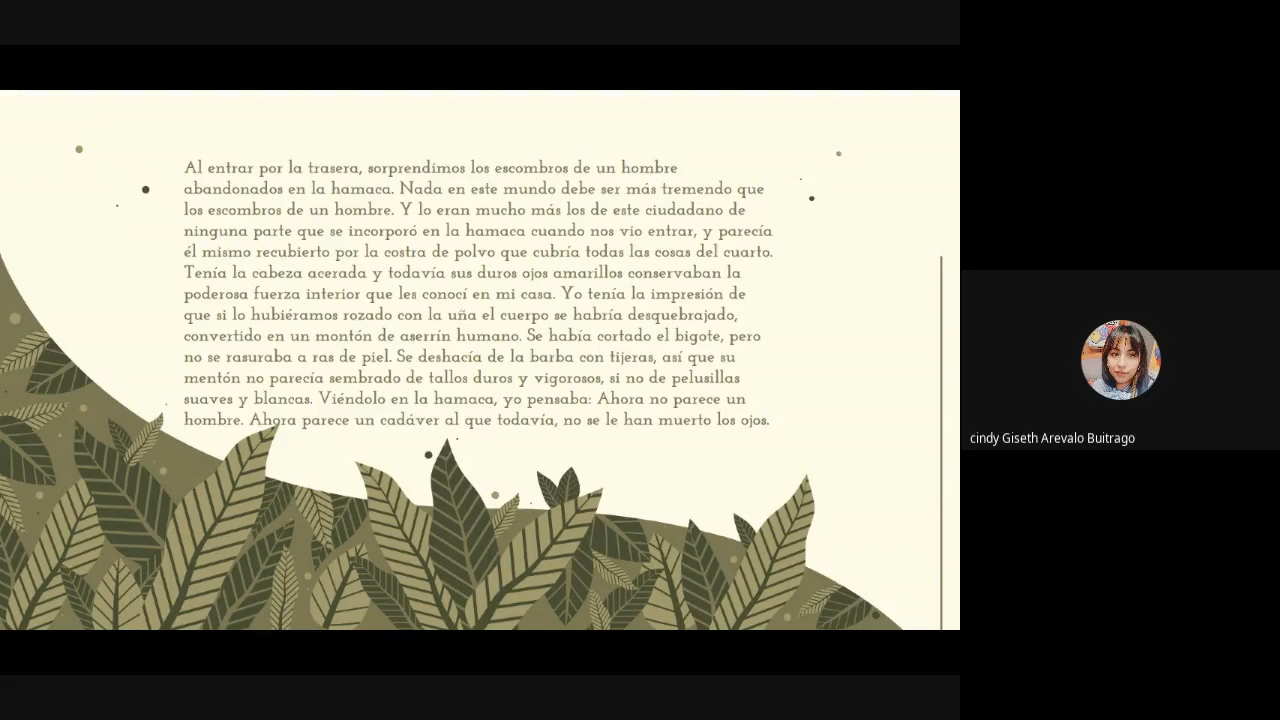 Al entrar por la trasera, sorprendimos los escombros de un hombre
abandonados en la hamaca. Nada en este mundo debe ser más tremendo que
los escombros de un hombre. Y lo eran mucho más los de este ciudadano de
ninguna parte que se incorporó en la hamaca cuando nos vio entrar, y parecía
él mismo recubierto por la costra de polvo que cubría todas las cosas del cuarto.
Tenía la cabeza acerada y todavía sus duros ojos amarillos conservaban la
poderosa fuerza interior que les conocí en mi casa. Yo tenía la impresión de
que si lo hubiéramos rozado con la uña el cuerpo se habría desquebrajado,
convertido en un montón de aserrín humano. Se había cortado el bigote, pero
no se rasuraba a ras de piel. Se deshacía de la barba con tijeras, así que su
mentón no parecía sembrado de tallos duros y vigorosos, si no de pelusillas
suaves y blancas. Viéndolo en la hamaca, yo pensaba: Ahora no parece un
hombre. Ahora parece un cadáver al que todavía, no se le han muerto los ojos.
cindy Giseth Arevalo Buitrago